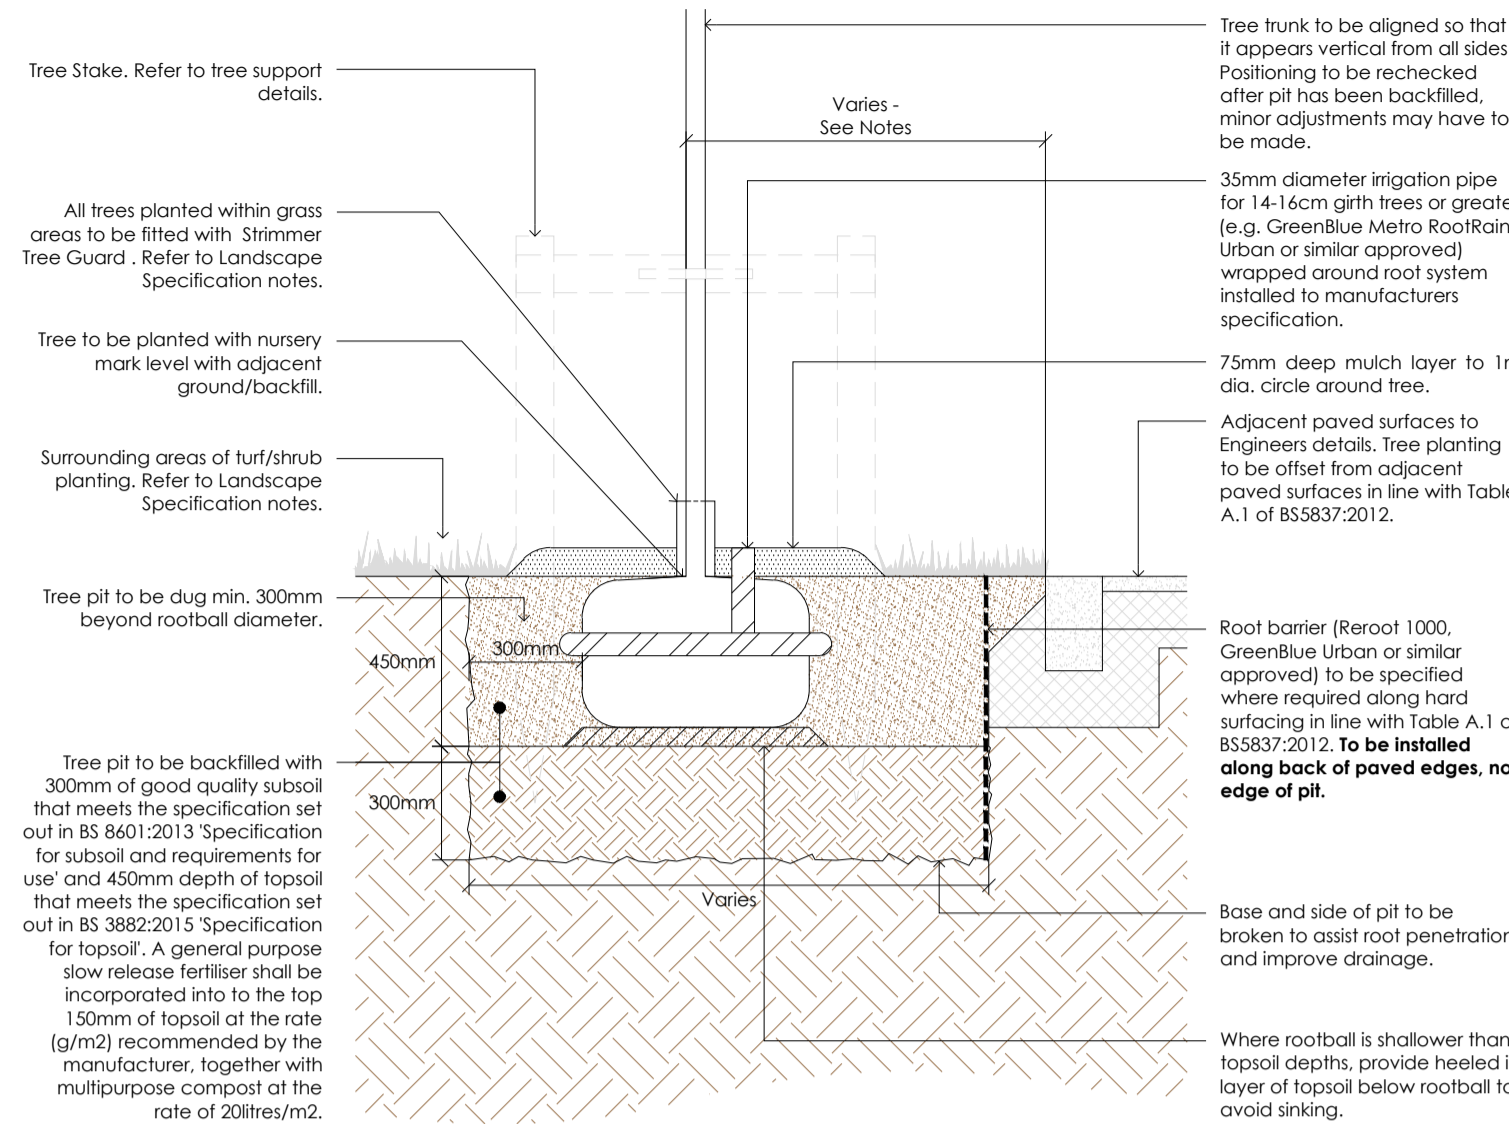 Tree Stake. Refer to tree support
details.
All trees planted within grass
areas to be fitted with Strimmer
Tree Guard . Refer to Landscape
Specification notes.
Tree to be planted with nursery
mark level with adjacent
ground/backfill.
Surrounding areas of turf/shrub
planting. Refer to Landscape
Specification notes.
Tree pit to be dug min. 300mm
beyond rootball diameter.
Tree pit to be backfilled with
300mm of good quality subsoil
that meets the specification set
out in BS 8601:2013 'Specification
for subsoil and requirements for
use' and 450mm depth of topsoil
that meets the specification set
out in BS 3882:2015 'Specification
for topsoil'. A general purpose
slow release fertiliser shall be
incorporated into to the top
150mm of topsoil at the rate
(g/m2) recommended by the
manufacturer, together with
multipurpose compost at the
rate of 20litres/m2.
Varies -
See Notes
300mm
450mm
300mm
Varies
Tree trunk to be aligned so that
it appears vertical from all sides
Positioning to be rechecked
after pit has been backfilled,
minor adjustments may have to
be made.
35mm diameter irrigation pipe
for 14-16cm girth trees or greate
(e.g. GreenBlue Metro RootRain
Urban or similar approved)
wrapped around root system
installed to manufacturers
specification.
75mm deep mulch layer to 1
dia. circle around tree.
Adjacent paved surfaces to
Engineers details. Tree planting
to be offset from adjacent
paved surfaces in line with Table
A.1 of BS5837:2012.
Root barrier (Reroot 1000,
GreenBlue Urban or similar
approved) to be specified
where required along hard
surfacing in line with Table A.1
BS5837:2012. To be installed
along back of paved edges, no
edge of pit.
Base and side of pit to be
broken to assist root penetration
and improve drainage.
Where rootball is shallower than
topsoil depths, provide heeled i
layer of topsoil below rootball to
avoid sinking.